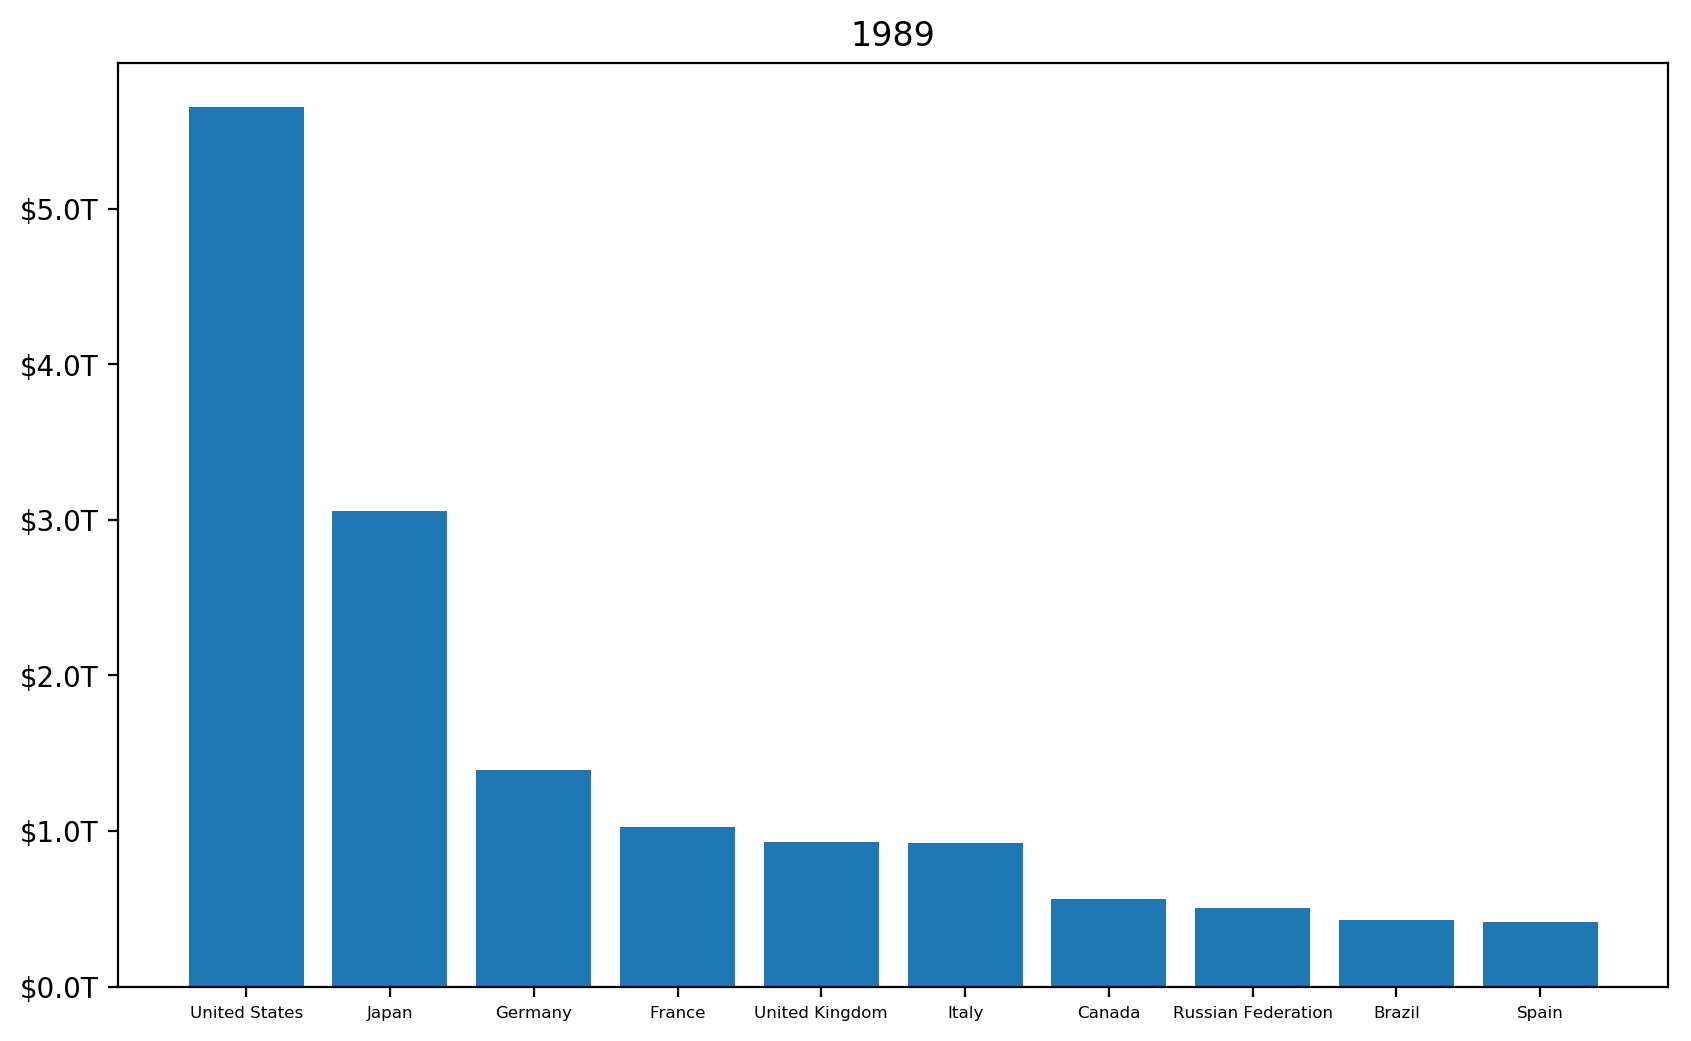 1989
$5.0T
$4.0T
$3.0T
$2.0T
$1.0T
$0.0T
United States Japan Germany France United Kingdom Italy Canada Russian Federation Brazil Spain